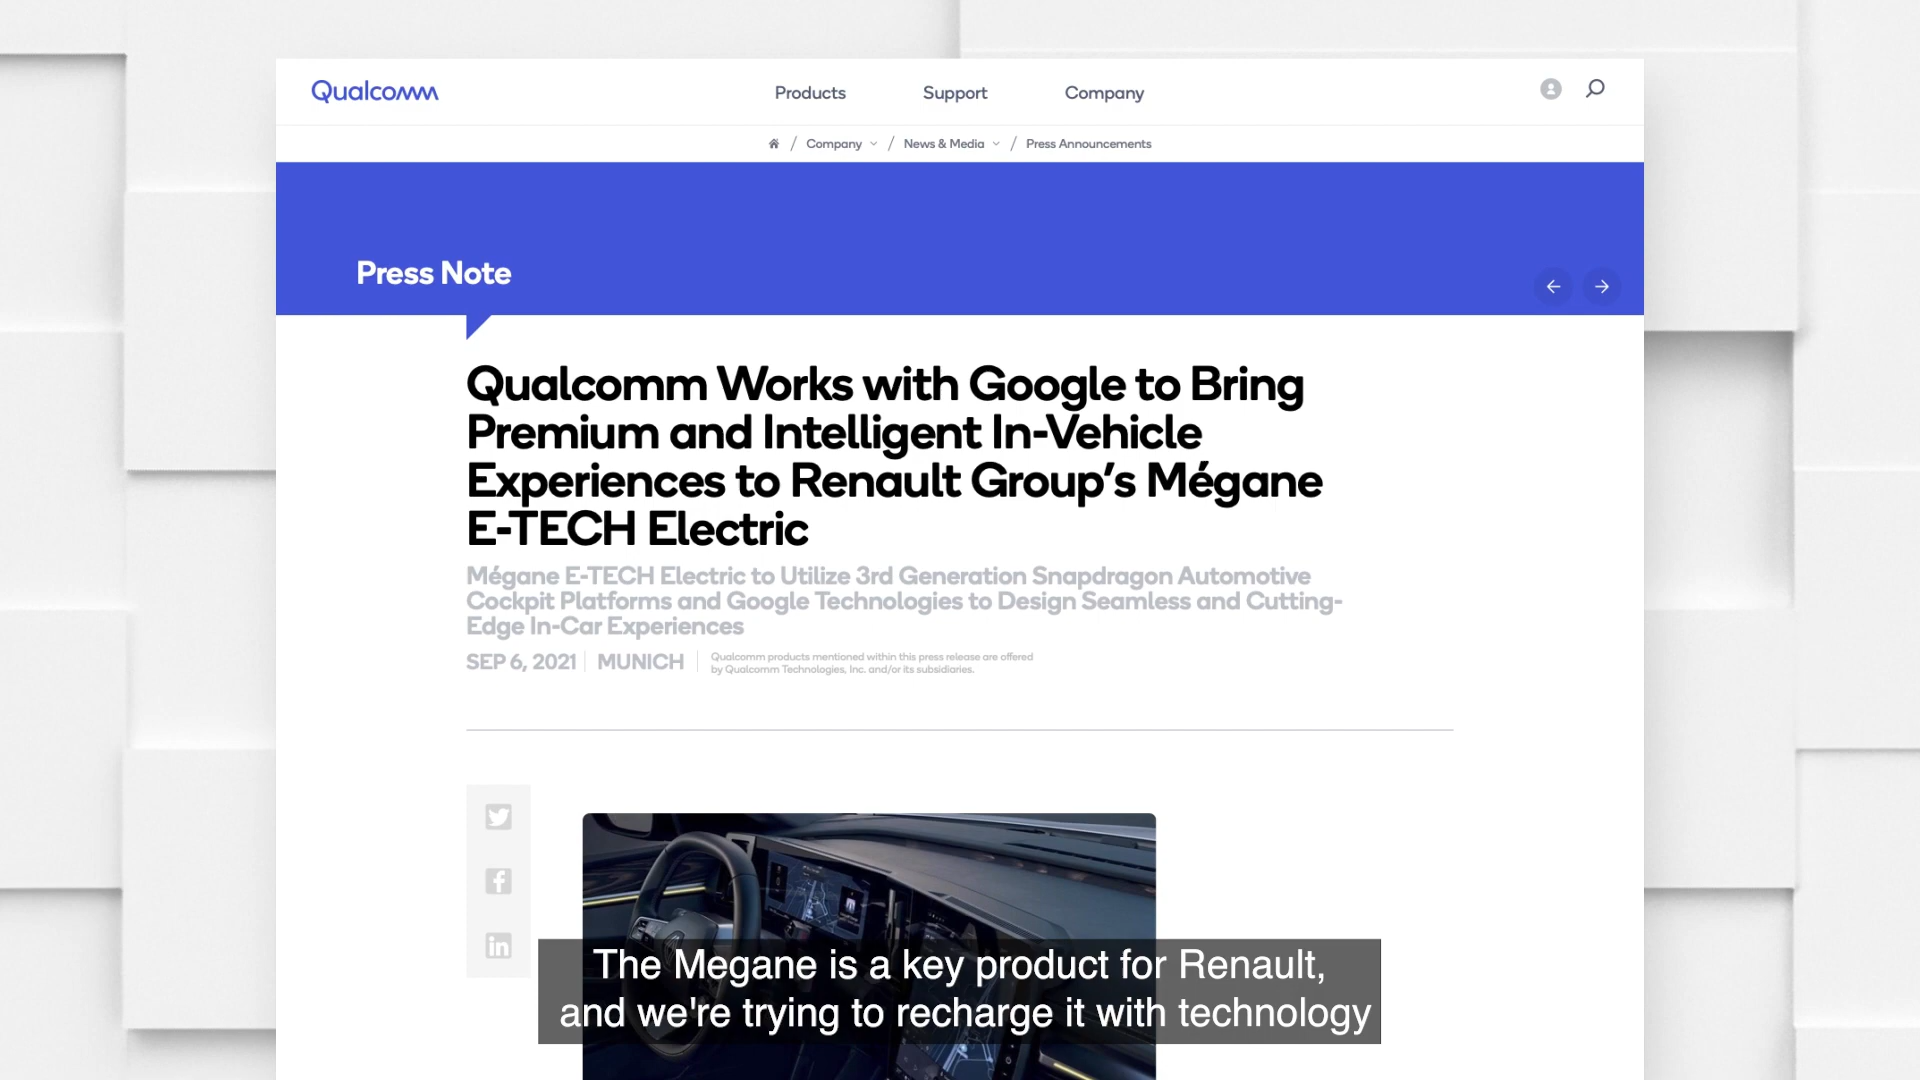 Qualcomm
Products Support Company
/ Company / News & Media / Press Announcements
Press Note
Qualcomm Works with Google to Bring
Premium and Intelligent In-Vehicle
Experiences to Renault Group’s Mégane
E-TECH Electric
Mégane E-TECH Electric to Utilize 3rd Generation Snapdragon Automotive
Cockpit Platforms and Google Technologies to Design Seamless and Cutting-
Edge In-Car Experiences
SEP 6, 2021 MUNICH
Qualcomm products mentioned within this press release are offered
by Qualcomm Technologies, Inc. and/or its subsidiaries.
The Megane is a key product for Renault,
and we're trying to recharge it with technology